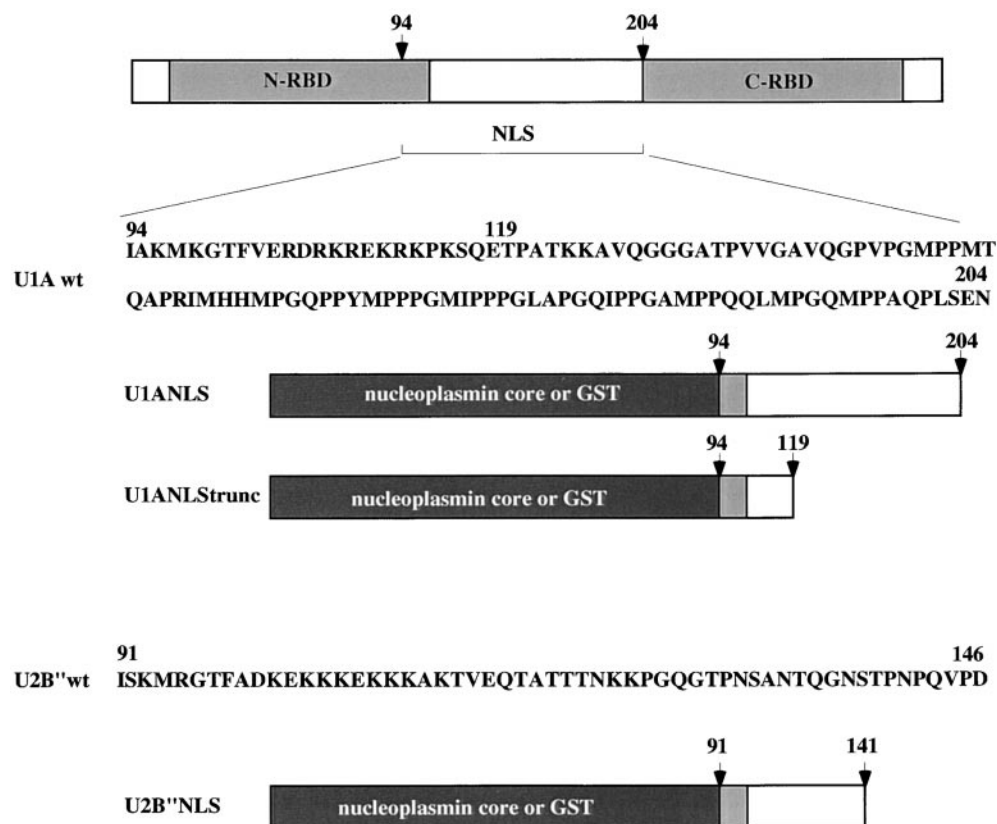 94 204
N-RBD C-RBD
NLS
94 119
IAKMKGTFVERDRKREKRKPKSQETPATKKAVQGGGATPVVGAVQGPVPGMPPMT
U1A wt
204
QAPRIMHHMPGQPPYMPPPGMIPPPGLAPGQIPPGAMPPQQLMPGQMPPAQPLSEN
94 204
U1ANLS nucleoplasmin core or GST
94 119
U1ANLStrunc nucleoplasmin core or GST
91 146
U2B"wt ISKMRGTFADKEKKKEKKKAKTVEQTATTTNKKPGQGTPNSANTQGNSTPNPQVPD
91 141
U2B"NLS nucleoplasmin core or GST